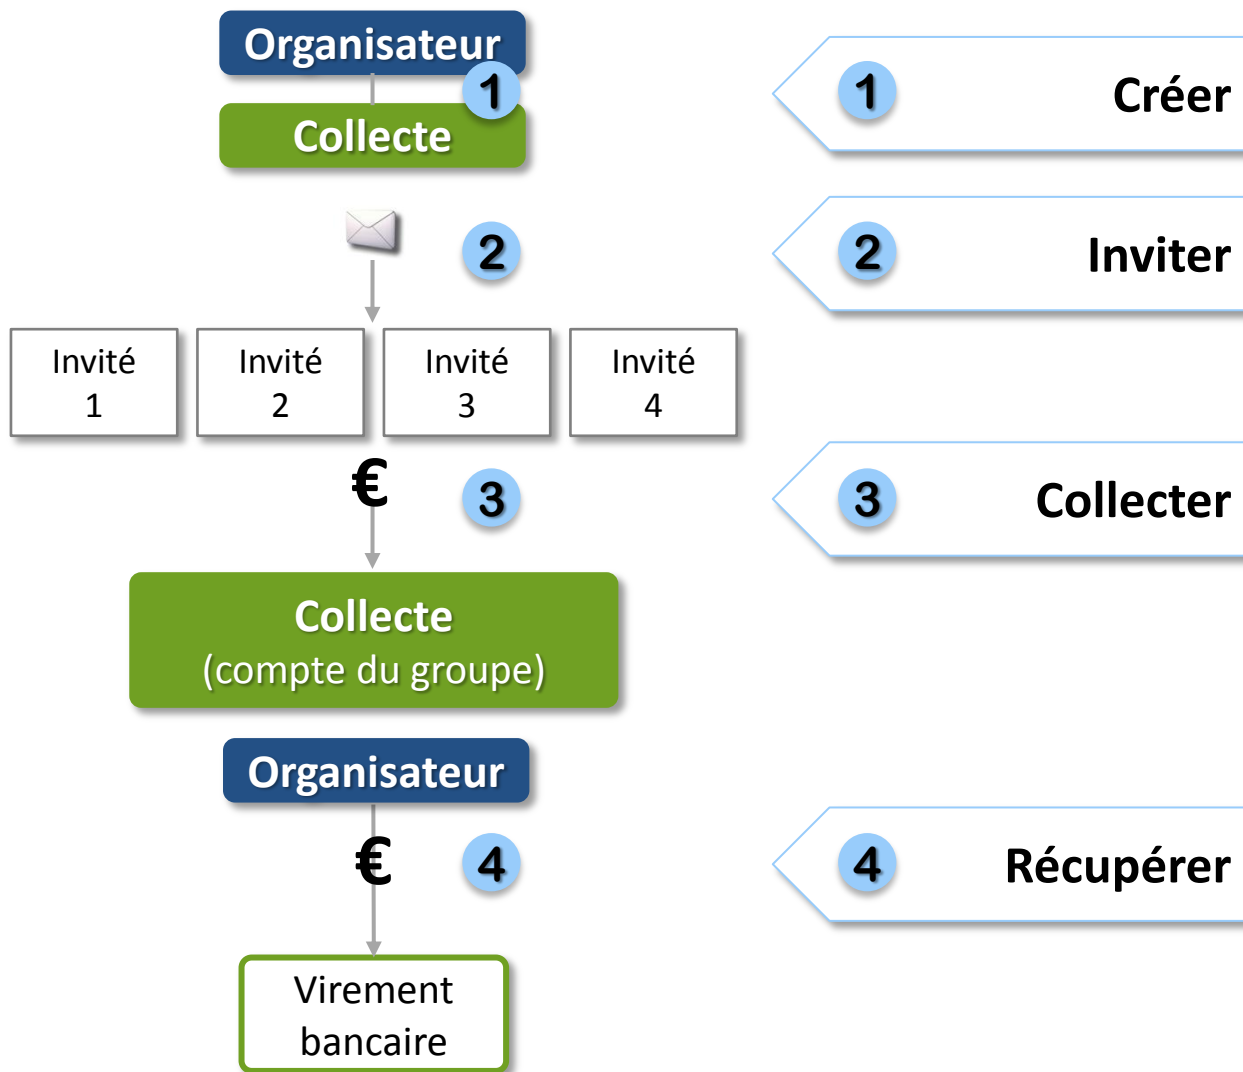 Organisateur
1
Collecte
1
Créer
2
2
Inviter
Invité
1
Invité
2
Invité
3
Invité
4
€
3
3
Collecter
Collecte
(compte du groupe)
Organisateur
€
4
4
Récupérer
Virement
bancaire